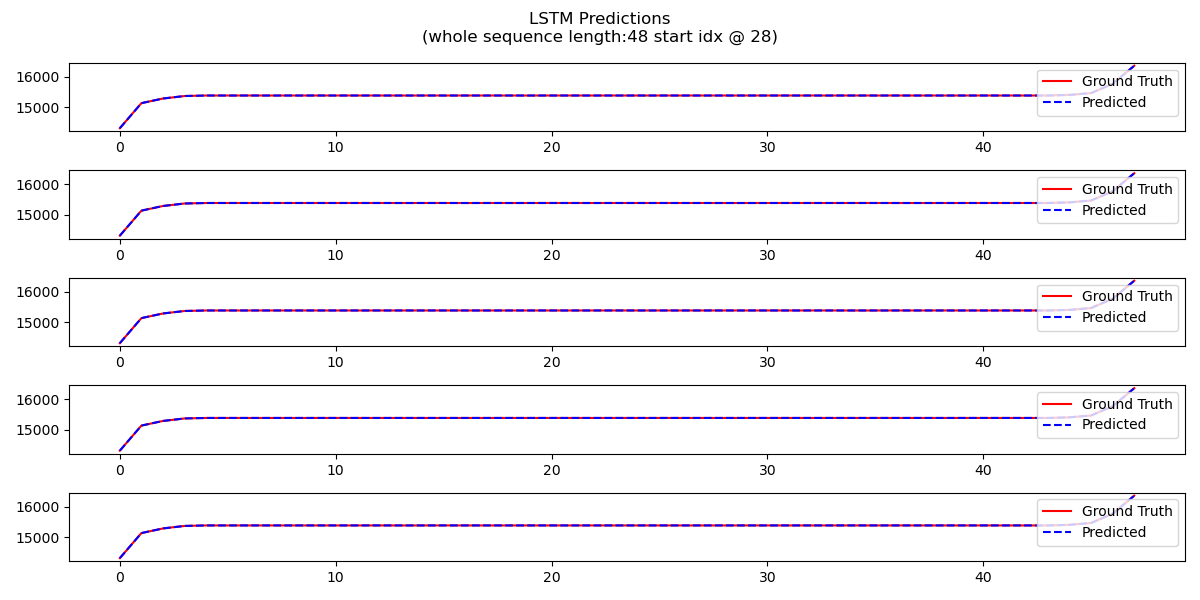 LSTM Predictions
(whole sequence length:48 start idx @ 28)
16000
15000
Ground Truth
Predicted
0 10 20 30 40
16000
15000
Ground Truth
Predicted
0 10 20 30 40
16000
15000
Ground Truth
Predicted
0 10 20 30 40
16000
15000
Ground Truth
Predicted
0 10 20 30 40
16000
15000
Ground Truth
Predicted
0 10 20 30 40